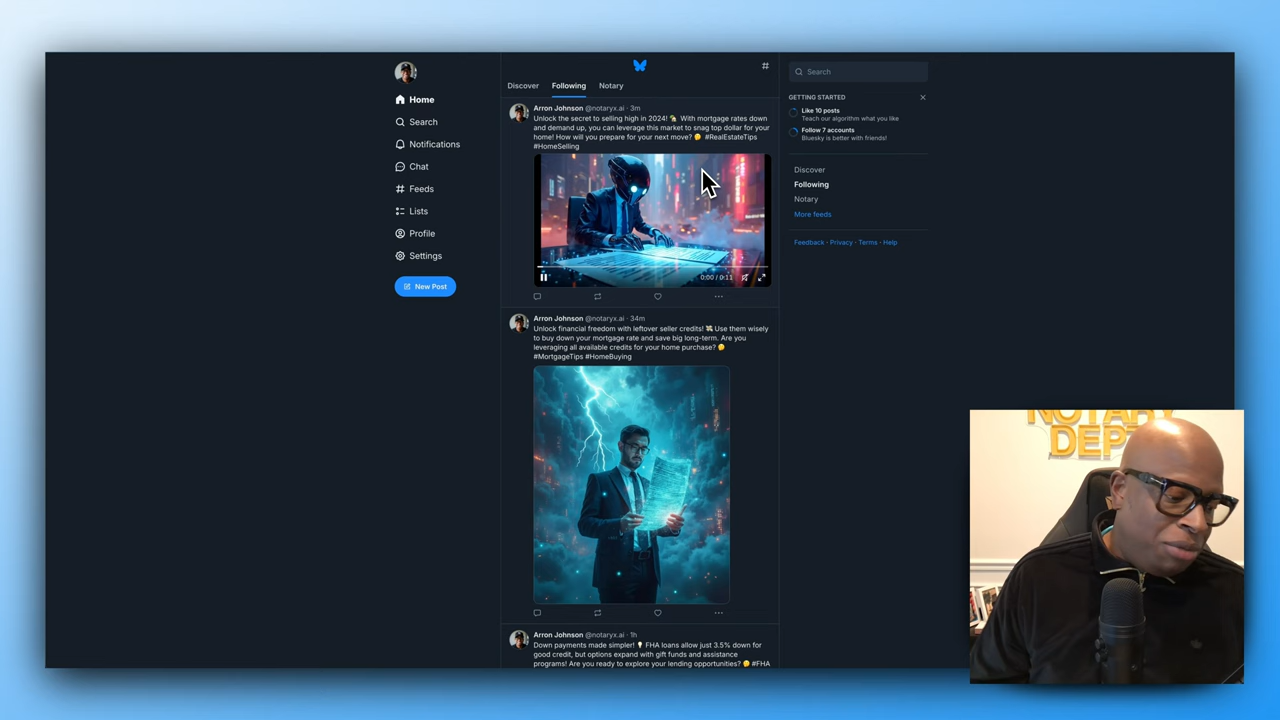 Home
Search
Notifications
Chat
Feeds
Lists
Profile
Settings
New Post
Discover Following Notary
Arron Johnson @notaryx.ai · 3m
Unlock the secret to selling high in 2024! 🏡 With mortgage rates down
and demand up, you can leverage this market to snag top dollar for your
home! How will you prepare for your next move? 🤔 #RealEstateTips
#HomeSelling
0:00 / 0:11
Arron Johnson @notaryx.ai · 34m
Unlock financial freedom with leftover seller credits! 💸 Use them wisely
to buy down your mortgage rate and save big long-term. Are you
leveraging all available credits for your home purchase? 🤔
#MortgageTips #HomeBuying
Arron Johnson @notaryx.ai · 1h
Down payments made simpler! 💡 FHA loans allow just 3.5% down for
good credit, but options expand with gift funds and assistance
programs! Are you ready to explore your lending opportunities? 🤔 #FHA
Search
GETTING STARTED
Like 10 posts
Teach our algorithm what you like
Follow 7 accounts
Bluesky is better with friends!
Discover
Following
Notary
More feeds
Feedback · Privacy · Terms · Help
NOTARY
DEPT